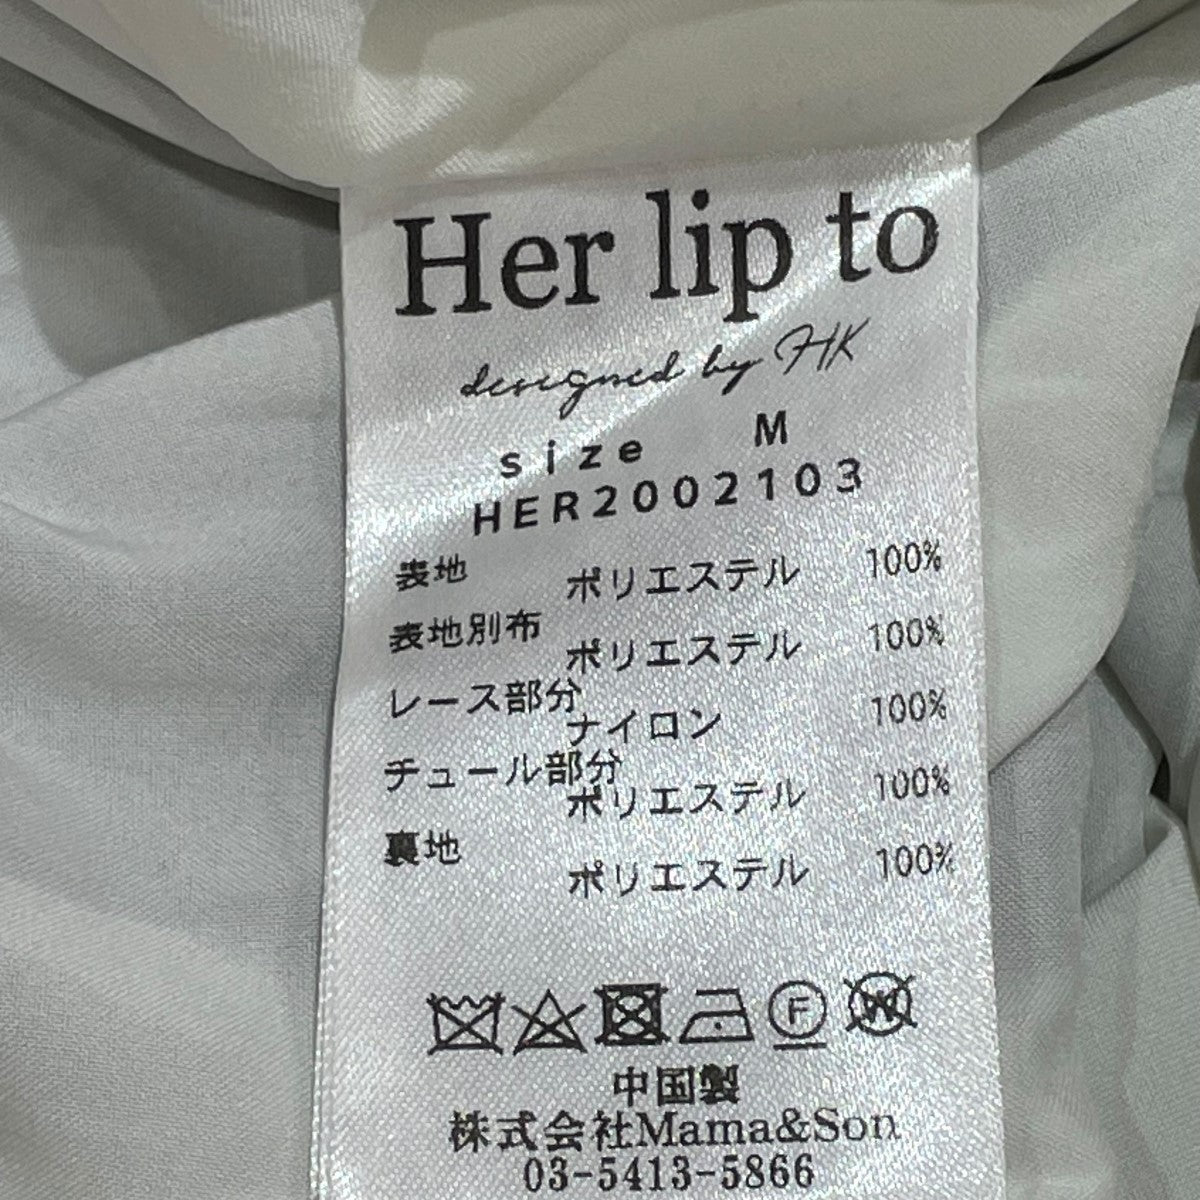 Her lip to
designed by HK
size M
HER2002103
表地 ポリエステル 100%
表地別布 ポリエステル 100%
レース部分 ナイロン 100%
チュール部分 ポリエステル 100%
裏地 ポリエステル 100%
F W
中国製
株式会社Mama&Son
03-5413-5866